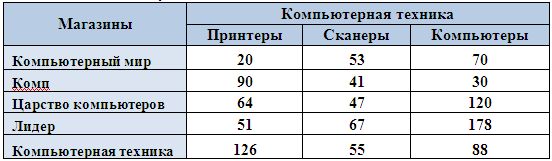 Магазины Компьютерная техника
Принтеры Сканеры Компьютеры
Компьютерный мир 20 53 70
Комп 90 41 30
Царство компьютеров 64 47 120
Лидер 51 67 178
Компьютерная техника 126 55 88